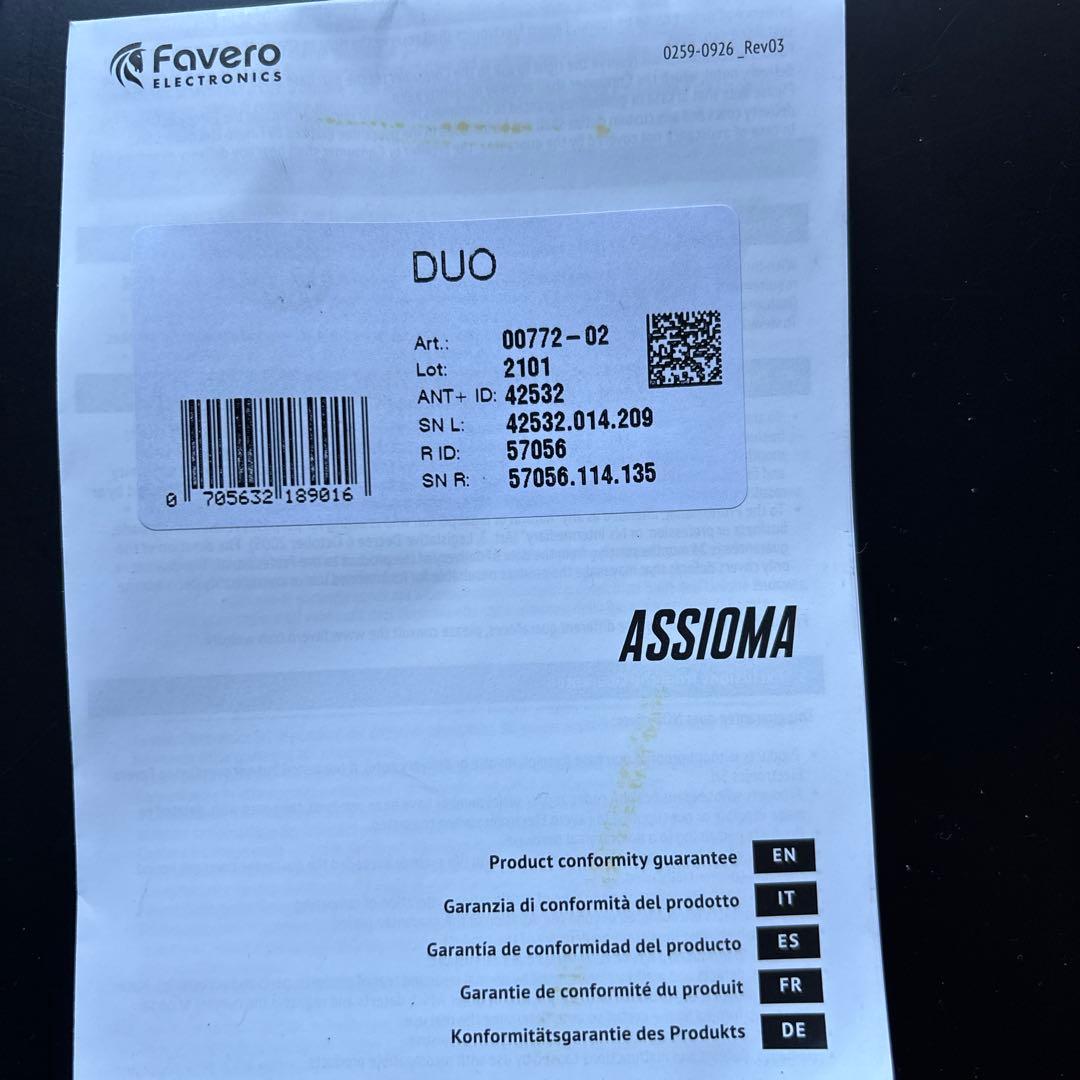 Favero
ELECTRONICS
0259-0926_Rev03
DUO
Art.: 00772-02
Lot: 2101
ANT+ ID: 42532
SN L: 42532.014.209
R ID: 57056
SN R: 57056.114.135
0 705632 189016
ASSIOMA
Product conformity guarantee EN
Garanzia di conformità del prodotto IT
Garantía de conformidad del producto ES
Garantie de conformité du produit FR
Konformitätsgarantie des Produkts DE